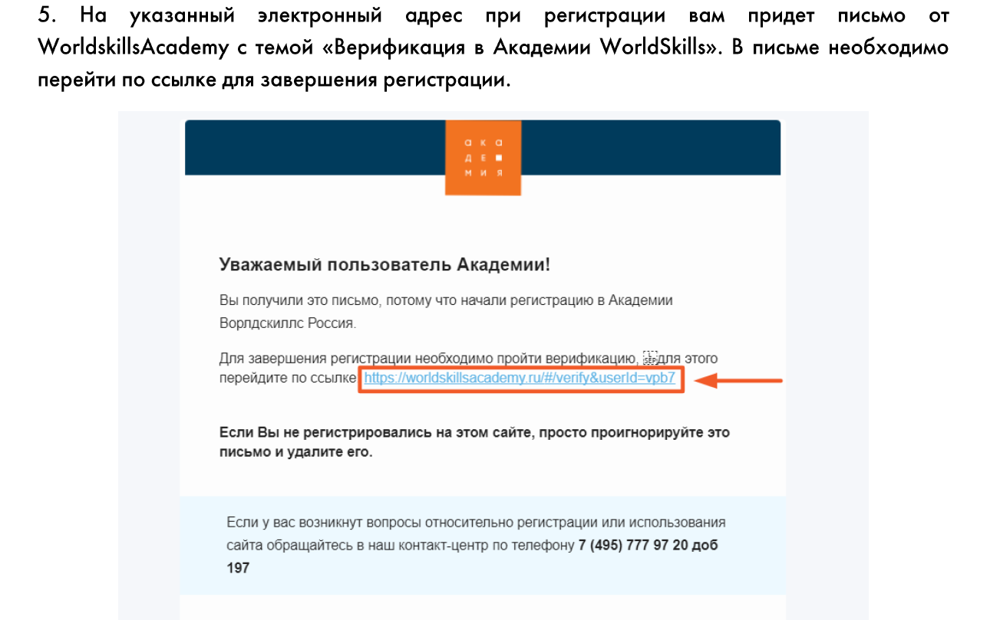 5. На указанный электронный адрес при регистрации вам придет письмо от
WorldskillsAcademy с темой «Верификация в Академии WorldSkills». В письме необходимо
перейти по ссылке для завершения регистрации.
а к а
д е
м и я
Уважаемый пользователь Академии!
Вы получили это письмо, потому что начали регистрацию в Академии
Ворлдскиллс Россия.
Для завершения регистрации необходимо пройти верификацию, для этого
перейдите по ссылке https://worldskillsacademy.ru/#/verify&userId=vpb7
Если Вы не регистрировались на этом сайте, просто проигнорируйте это
письмо и удалите его.
Если у вас возникнут вопросы относительно регистрации или использования
сайта обращайтесь в наш контакт-центр по телефону 7 (495) 777 97 20 доб
197